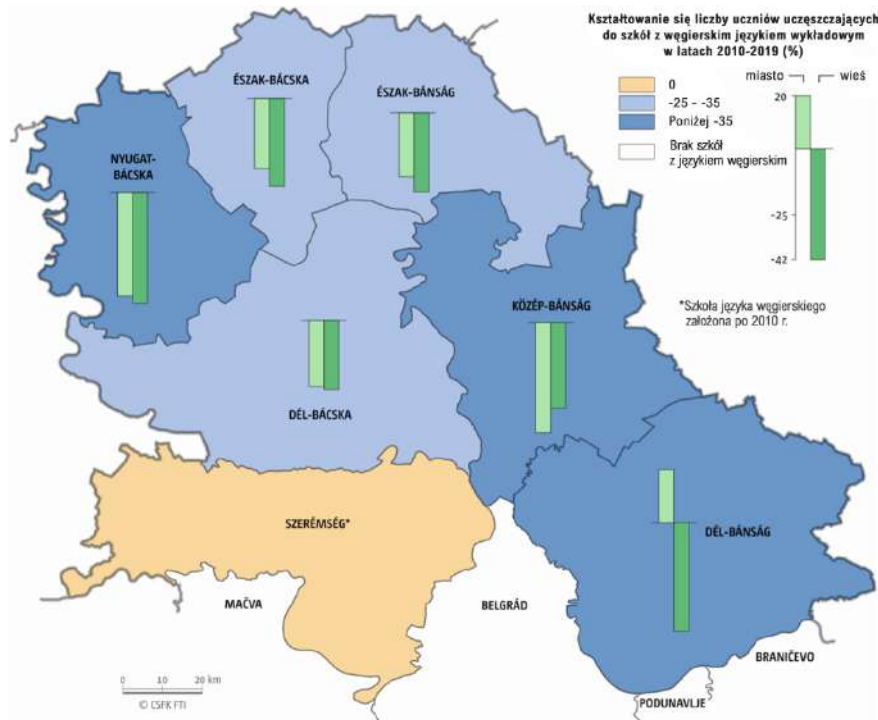 Kształtowanie się liczby uczniów uczęszczających
do szkół z węgierskim językiem wykładowym
w latach 2010-2019 (%)
miasto
wieś
0
-25 - -35
Poniżej -35
Brak szkół
z językiem węgierskim
20
-25
-42
*Szkoła języka węgierskiego
założona po 2010 r.
ÉSZAK-BÁCSKA
ÉSZAK-BÁNSÁG
NYUGAT-
BÁCSKA
KÖZÉP-BÁNSÁG
DÉL-BÁCSKA
SZERÉMSÉG*
DÉL-BÁNSÁG
MAČVA
BELGRÁD
BRANIČEVO
PODUNAVLJE
0 10 20 km
© CSFK FTI